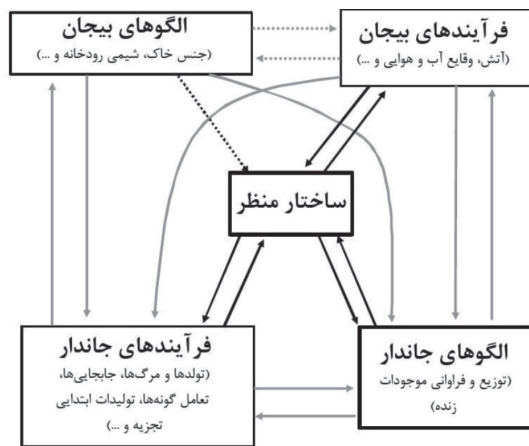 الگوهای بیجان
(جنس خاک، شیمی رودخانه و ...)
فرآیندهای بیجان
(آتش، وقایع آب و هوایی و ...)
ساختار منظر
فرآیندهای جاندار
(تولدها و مرگ‌ها، جابجایی‌ها،
تعامل گونه‌ها، تولیدات ابتدایی
تجزیه و ...)
الگوهای جاندار
(توزیع و فراوانی موجودات
زنده)